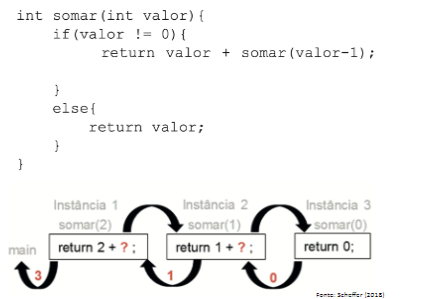 int somar(int valor){
if(valor != 0){
return valor + somar(valor-1);
}
else{
return valor;
}
}
Instância 1 Instância 2 Instância 3
somar(2) somar(1) somar(0)
main return 2 + ? ; return 1 + ? ; return 0;
3 1 0
Fonte: Schoffer (2018)